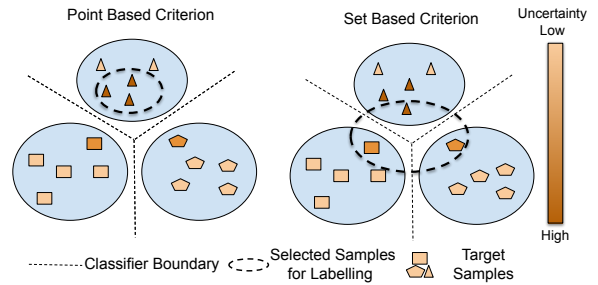 Point Based Criterion
Set Based Criterion
Uncertainty
Low
High
Classifier Boundary
Selected Samples
for Labelling
Target
Samples